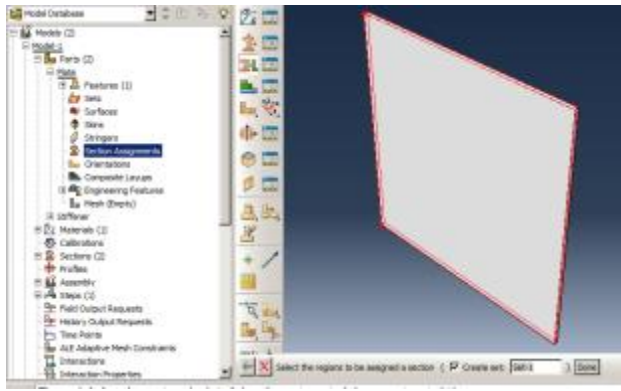 Model Database
Models (2)
Model-1
Parts (2)
Plate
Features (1)
Sets
Surfaces
Skins
Stringers
Section Assignments
Orientations
Composite Layups
Engineering Features
Mesh (Empty)
Stiffener
Materials (1)
Calibrations
Sections (2)
Profiles
Assembly
Steps (1)
Field Output Requests
History Output Requests
Time Points
ALE Adaptive Mesh Constraints
Interactions
Interaction Properties
Select the regions to be assigned a section ( Create set: Set-1 ) Done